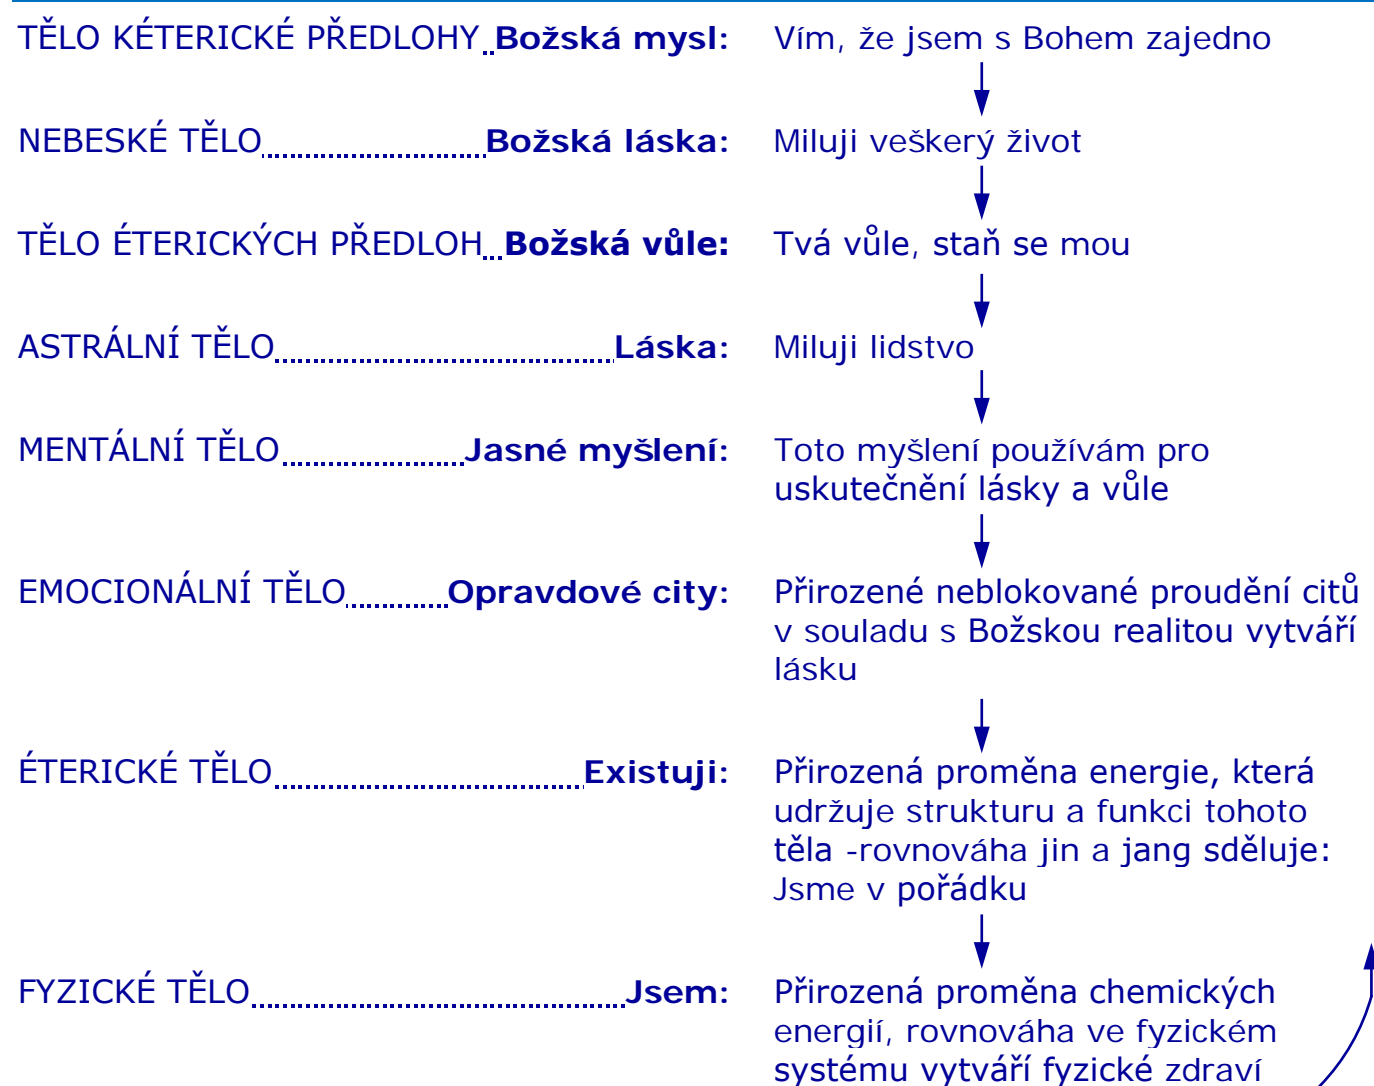 TĚLO KÉTERICKÉ PŘEDLOHY Božská mysl: Vím, že jsem s Bohem zajedno
NEBESKÉ TĚLO Božská láska: Miluji veškerý život
TĚLO ÉTERICKÝCH PŘEDLOH Božská vůle: Tvá vůle, staň se mou
ASTRÁLNÍ TĚLO Láska: Miluji lidstvo
MENTÁLNÍ TĚLO Jasné myšlení: Toto myšlení používám pro
uskutečnění lásky a vůle
EMOCIONÁLNÍ TĚLO Opravdové city: Přirozené neblokované proudění citů
v souladu s Božskou realitou vytváří
lásku
ÉTERICKÉ TĚLO Existuji: Přirozená proměna energie, která
udržuje strukturu a funkci tohoto
těla -rovnováha jin a jang sděluje:
Jsme v pořádku
FYZICKÉ TĚLO Jsem: Přirozená proměna chemických
energií, rovnováha ve fyzickém
systému vytváří fyzické zdraví